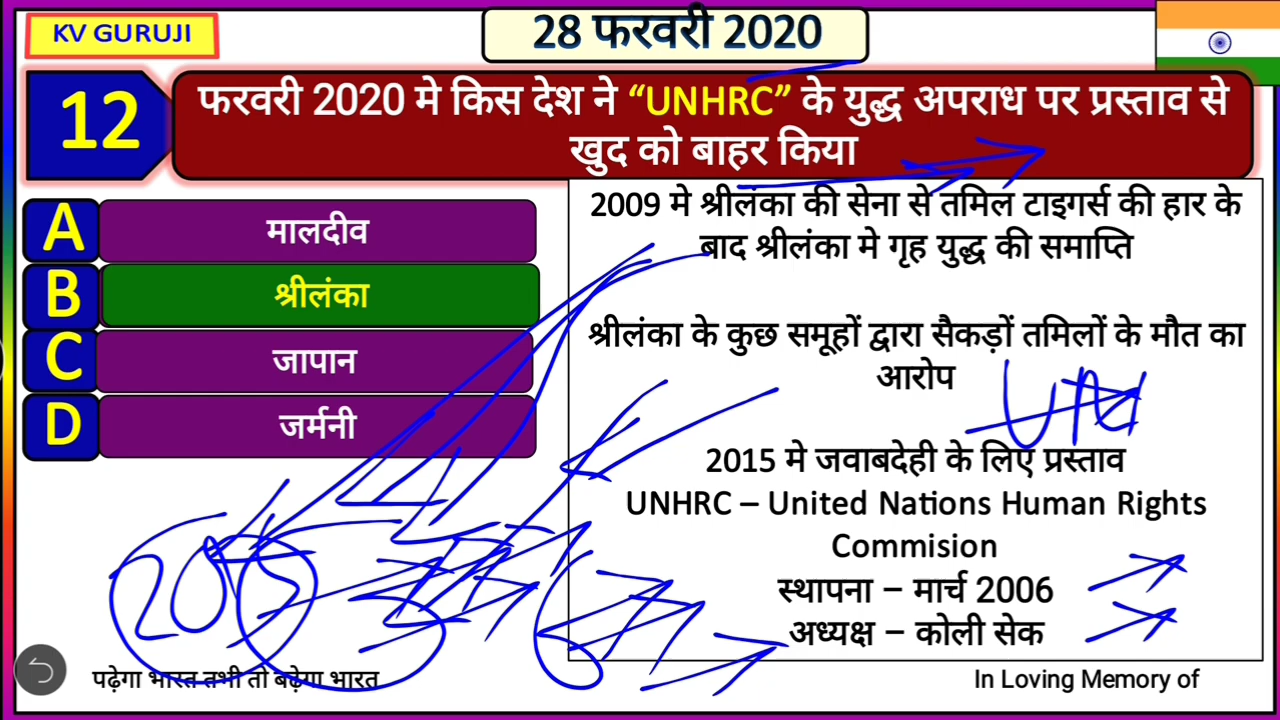 KV GURUJI
28 फरवरी 2020
12
फरवरी 2020 मे किस देश ने “UNHRC” के युद्ध अपराध पर प्रस्ताव से
खुद को बाहर किया
A
मालदीव
B
श्रीलंका
C
जापान
D
जर्मनी
2009 मे श्रीलंका की सेना से तमिल टाइगर्स की हार के
बाद श्रीलंका मे गृह युद्ध की समाप्ति
श्रीलंका के कुछ समूहों द्वारा सैकड़ों तमिलों के मौत का
आरोप
2015 मे जवाबदेही के लिए प्रस्ताव
UNHRC – United Nations Human Rights
Commision
स्थापना – मार्च 2006
अध्यक्ष – कोली सेक
पढ़ेगा भारत तभी तो बढ़ेगा भारत
In Loving Memory of